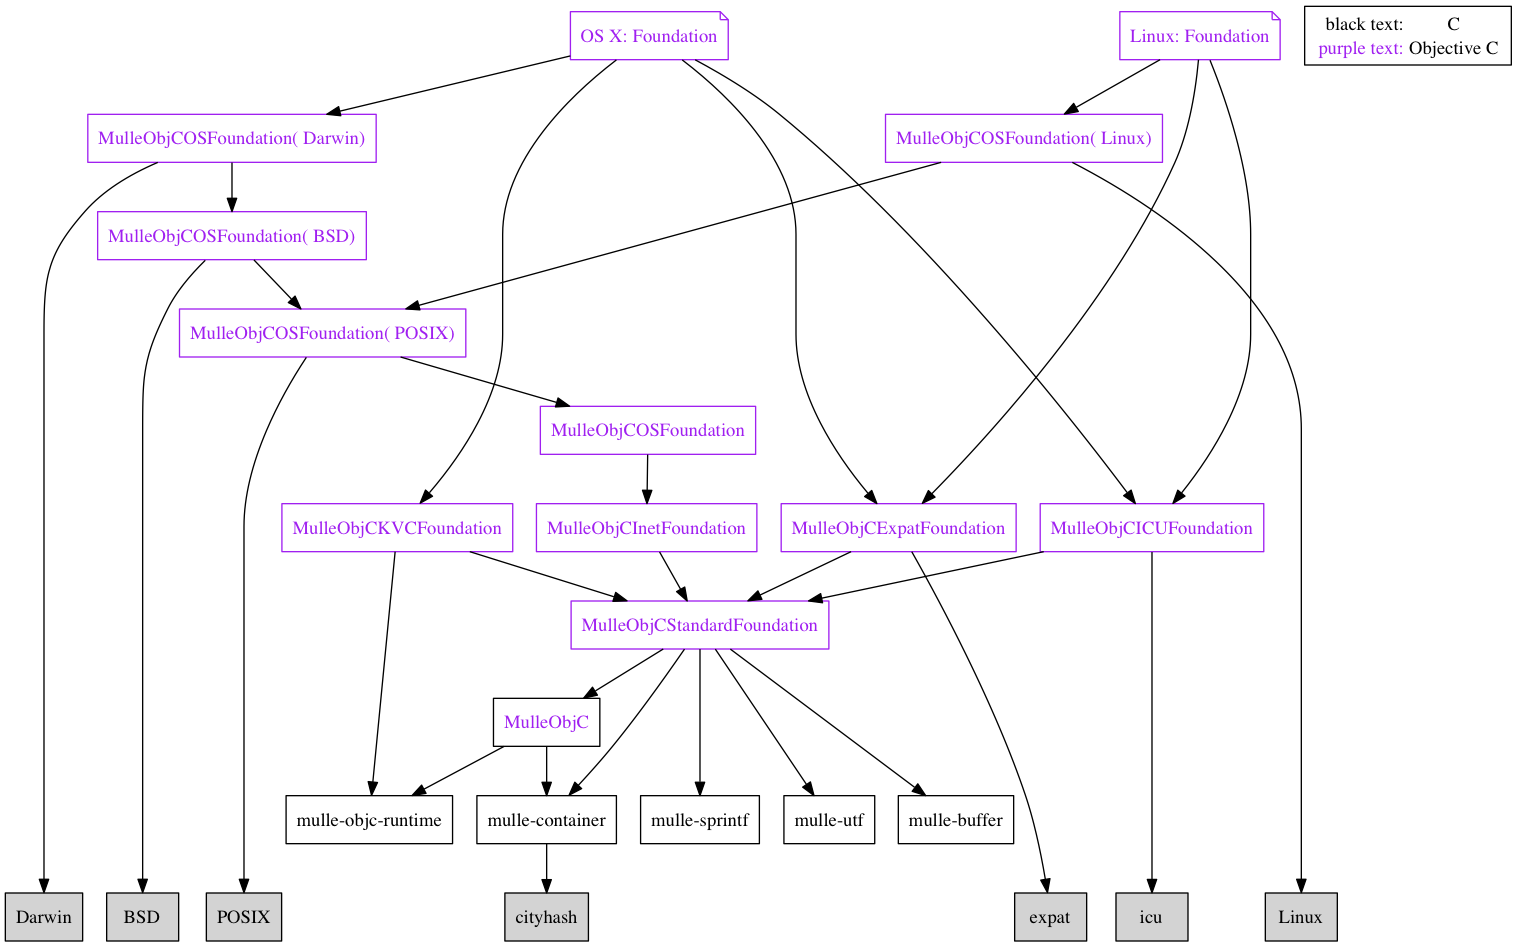 OS X: Foundation
Linux: Foundation
black text: C
purple text: Objective C
MulleObjCOSFoundation( Darwin)
MulleObjCOSFoundation( Linux)
MulleObjCOSFoundation( BSD)
MulleObjCOSFoundation( POSIX)
MulleObjCOSFoundation
MulleObjCKVCFoundation
MulleObjCInetFoundation
MulleObjCExpatFoundation
MulleObjCICUFoundation
MulleObjCStandardFoundation
MulleObjC
mulle-objc-runtime
mulle-container
mulle-sprintf
mulle-utf
mulle-buffer
Darwin
BSD
POSIX
cityhash
expat
icu
Linux